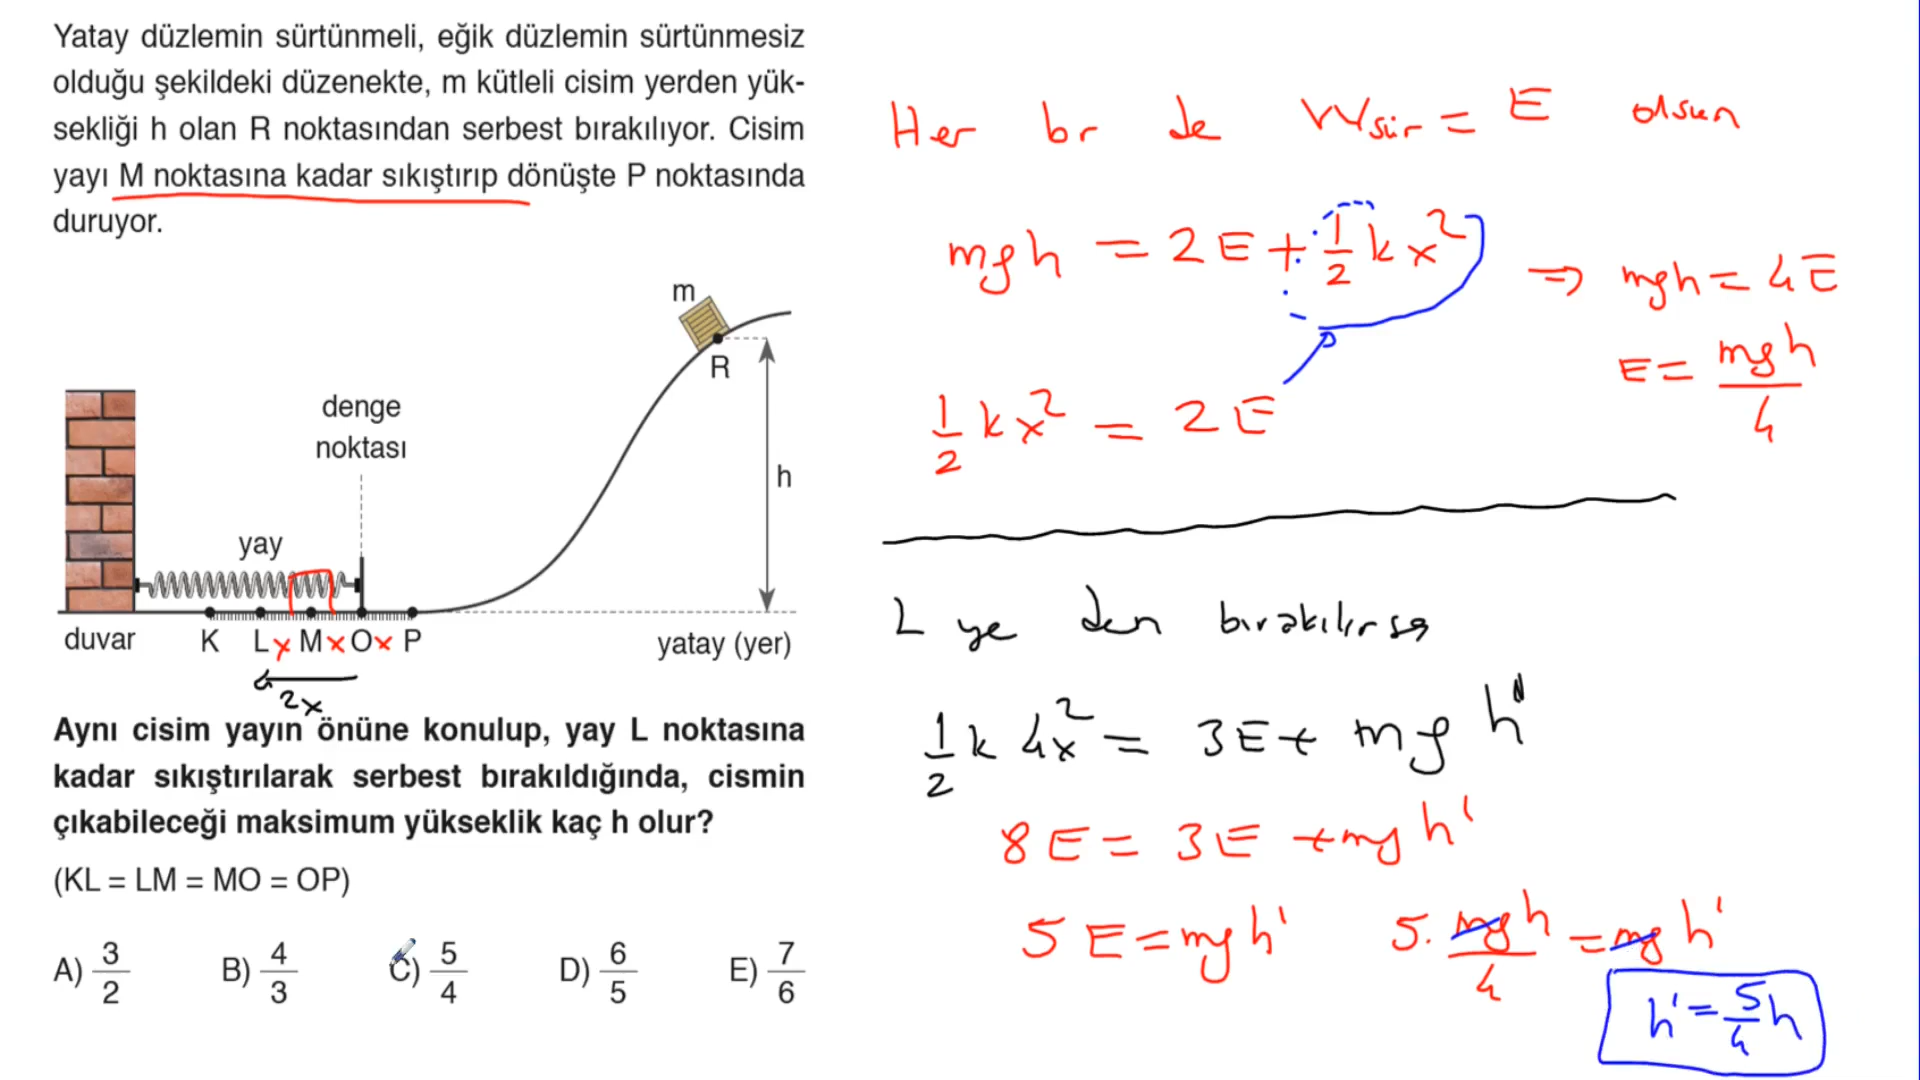 Yatay düzlemin sürtünmeli, eğik düzlemin sürtünmesiz
olduğu şekildeki düzenekte, m kütleli cisim yerden yük-
sekliği h olan R noktasından serbest bırakılıyor. Cisim
yayı M noktasına kadar sıkıştırıp dönüşte P noktasında
duruyor.
m
R
denge
noktası
h
yay
duvar K L x M x O x P yatay (yer)
2x
Aynı cisim yayın önüne konulup, yay L noktasına
kadar sıkıştırılarak serbest bırakıldığında, cismin
çıkabileceği maksimum yükseklik kaç h olur?
(KL = LM = MO = OP)
A) 3/2 B) 4/3 C) 5/4 D) 6/5 E) 7/6
Her br de Wsür = E olsun
mgh = 2E + 1/2 kx² ⇒ mgh = 4E
E = mgh/4
1/2 kx² = 2E
L ye den bırakılırsa
1/2 k 4x² = 3E + mg h'
8E = 3E + mg h'
5E = mg h' 5. mgh/4 = mg h'
h' = 5/4 h